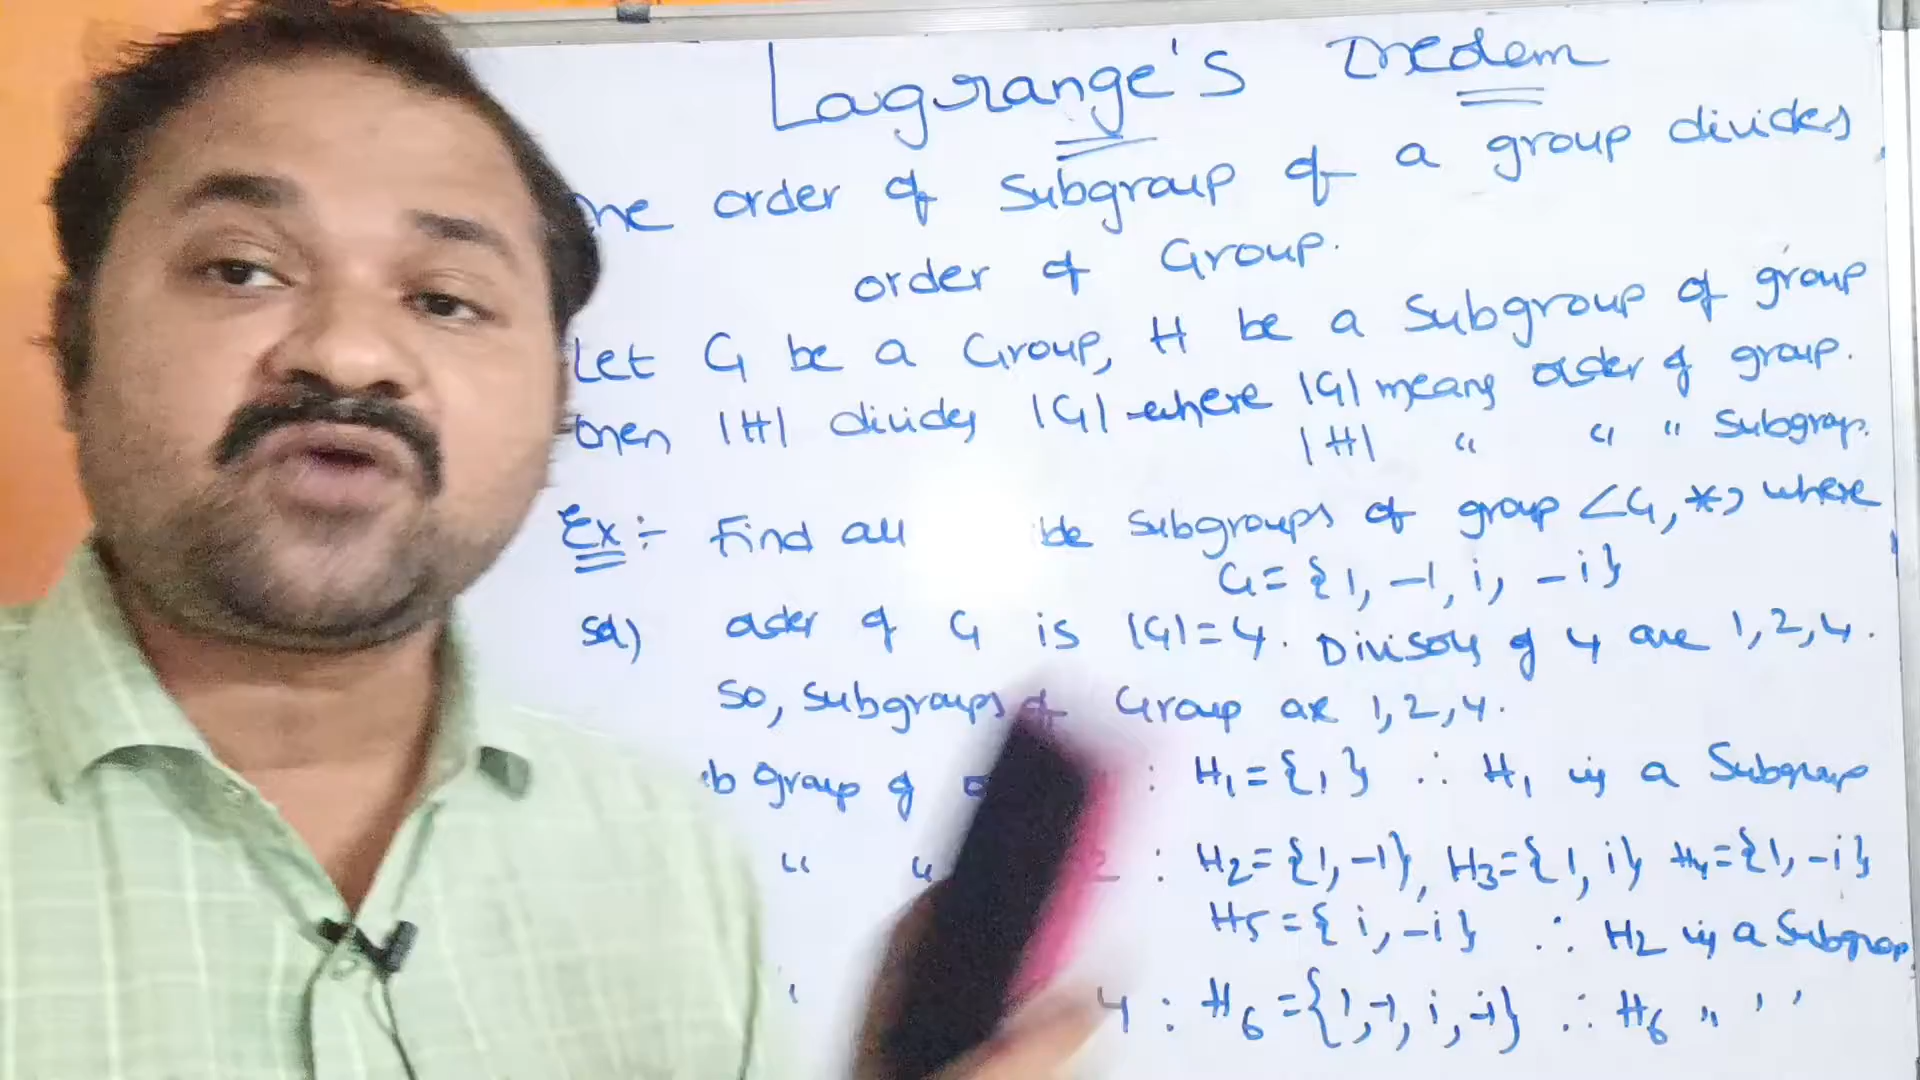 Lagrange's Theorem
The order of Subgroup of a group divides
order of Group.
Let G be a Group, H be a Subgroup of group
then |H| divides |G| where |G| means order of group.
|H| " " " Subgroup.
Ex:- Find all ible Subgroups of group <G, *> where
G = {1, -1, i, -i}
Sol) order of G is |G| = 4. Divisors of 4 are 1, 2, 4.
So, Subgroups of Group are 1, 2, 4.
b group of : H1 = {1} ∴ H1 is a Subgroup
" " 2 : H2 = {1, -1}, H3 = {1, i} H4 = {1, -i}
H5 = {i, -i} ∴ H2 is a Subgroup
" 4 : H6 = {1, -1, i, -i} ∴ H6 " ' '